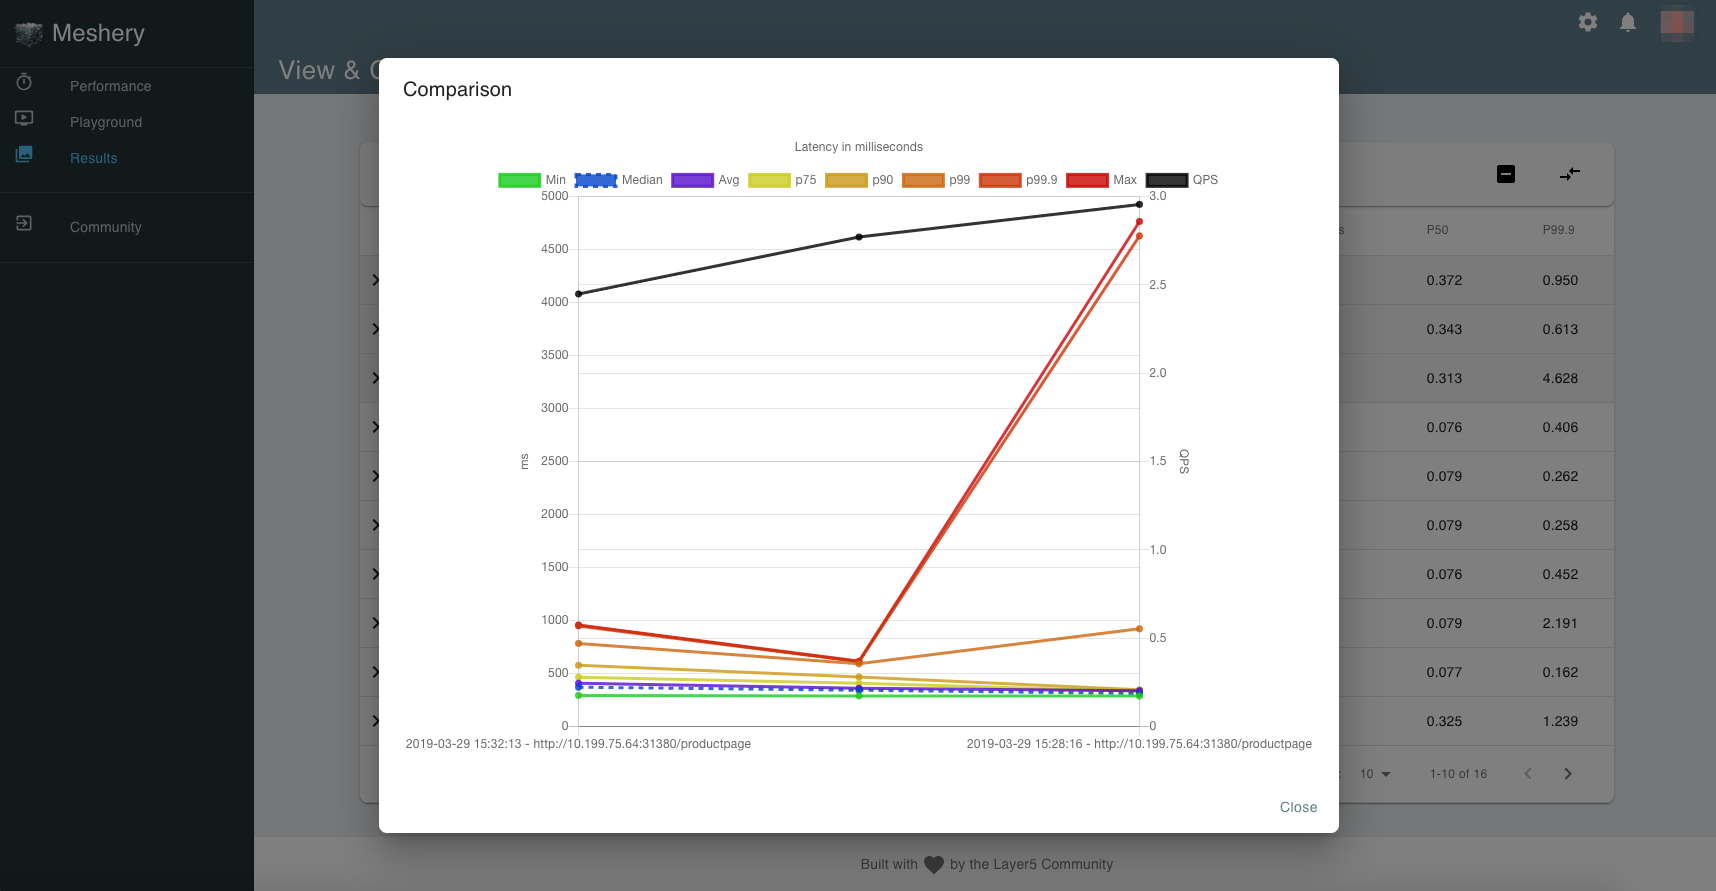 Meshery
Performance
Playground
Results
Community
View & C
Comparison
Latency in milliseconds
Min Median Avg p75 p90 p99 p99.9 Max QPS
5000 3.0
4500
2.5
4000
3500
2.0
3000
2500 1.5
ms QPS
2000
1.0
1500
1000
0.5
500
0 0
2019-03-29 15:32:13 - http://10.199.75.64:31380/productpage 2019-03-29 15:28:16 - http://10.199.75.64:31380/productpage
Close
s P50 P99.9
0.372 0.950
0.343 0.613
0.313 4.628
0.076 0.406
0.079 0.262
0.079 0.258
0.076 0.452
0.079 2.191
0.077 0.162
0.325 1.239
: 10 1-10 of 16
Built with by the Layer5 Community